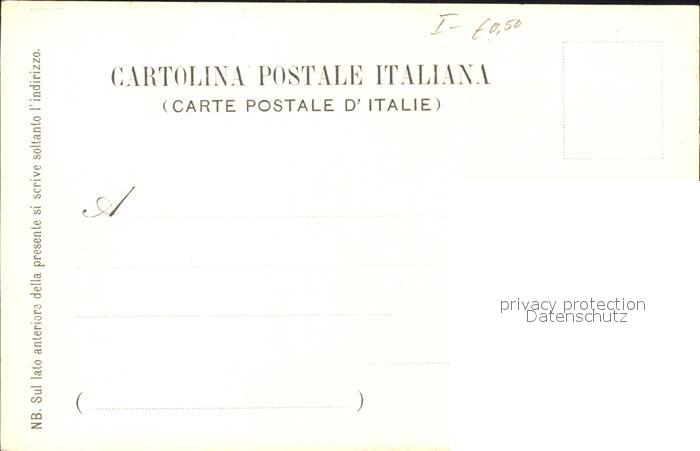 I- £0,50
CARTOLINA POSTALE ITALIANA
(CARTE POSTALE D'ITALIE)
A
( )
NB. Sul lato anteriore della presente si scrive soltanto l'indirizzo.
privacy protection
Datenschutz